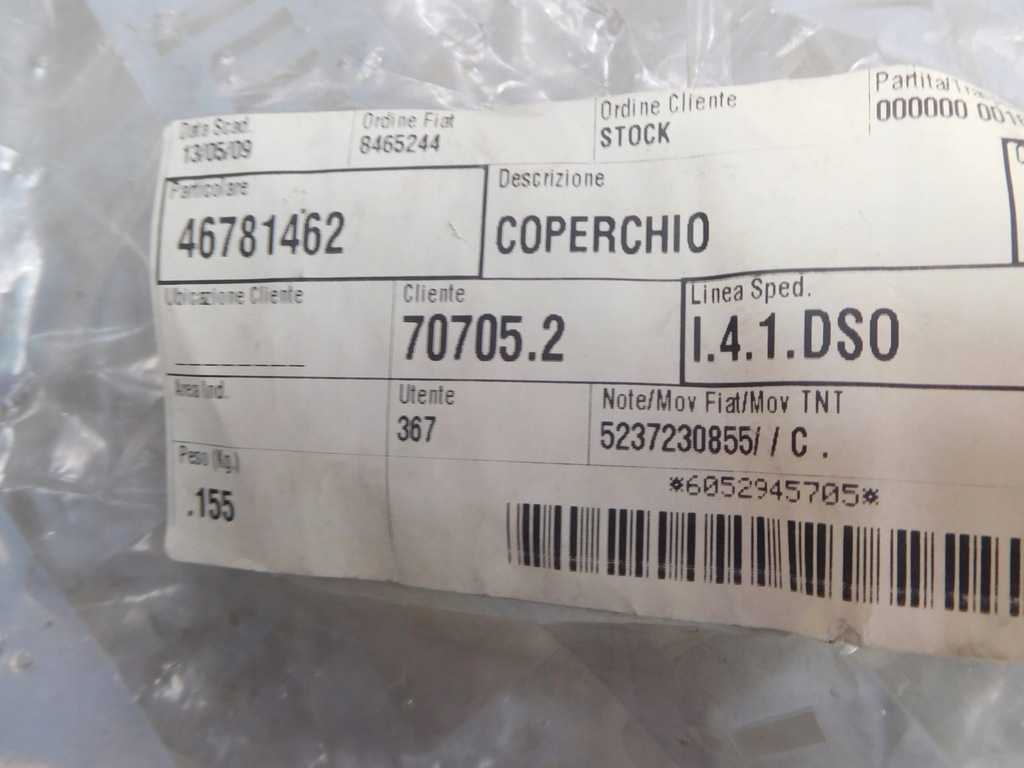 Data Scad.
13/05/09
Ordine Fiat
8465244
Ordine Cliente
STOCK
000000
Particolare
46781462
Descrizione
COPERCHIO
Ubicazione Cliente
Cliente
70705.2
Linea Sped.
I.4.1.DSO
Area Ind.
Utente
367
Note/Mov Fiat/Mov TNT
5237230855/ / C .
Peso (Kg.)
.155
*6052945705*